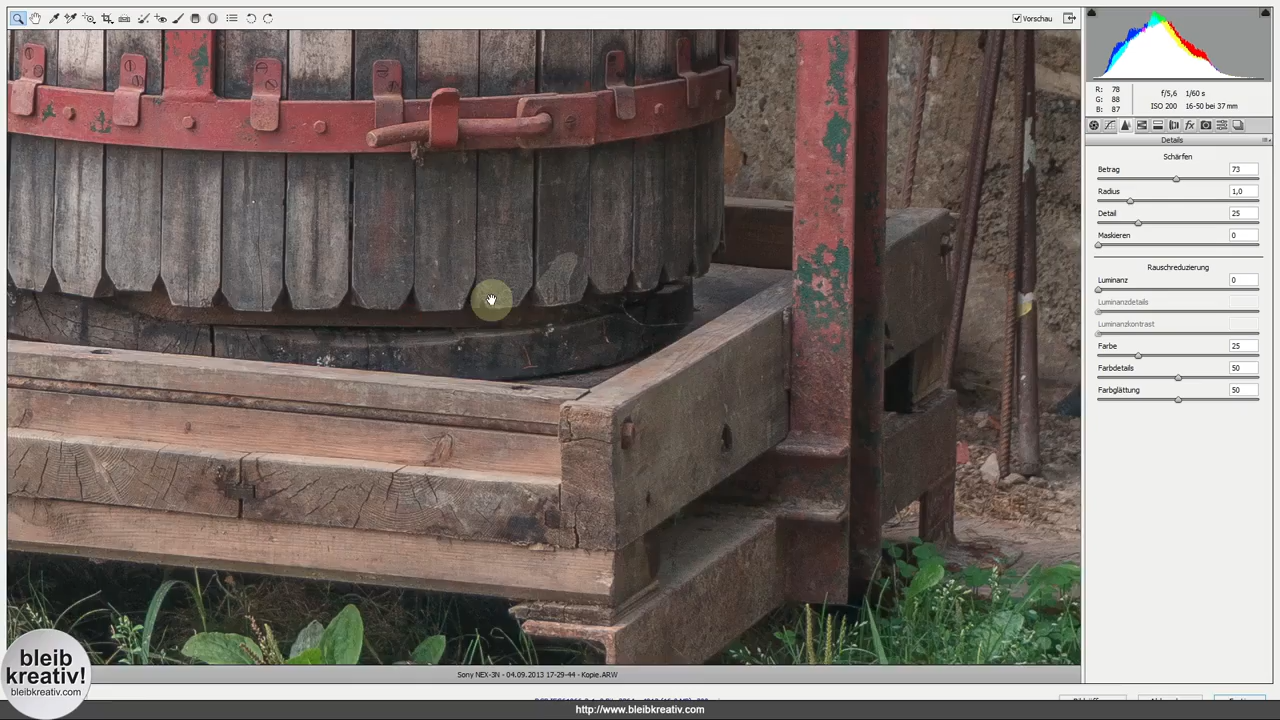 Vorschau
R: 78
G: 88
B: 87
f/5,6 1/60 s
ISO 200 16-50 bei 37 mm
Details
Schärfen
Betrag 73
Radius 1,0
Detail 25
Maskieren 0
Rauschreduzierung
Luminanz 0
Luminanzdetails
Luminanzkontrast
Farbe 25
Farbdetails 50
Farbglättung 50
Sony NEX-3N - 04.09.2013 17-29-44 - Kopie.ARW
bleib
kreativ!
bleibkreativ.com
http://www.bleibkreativ.com